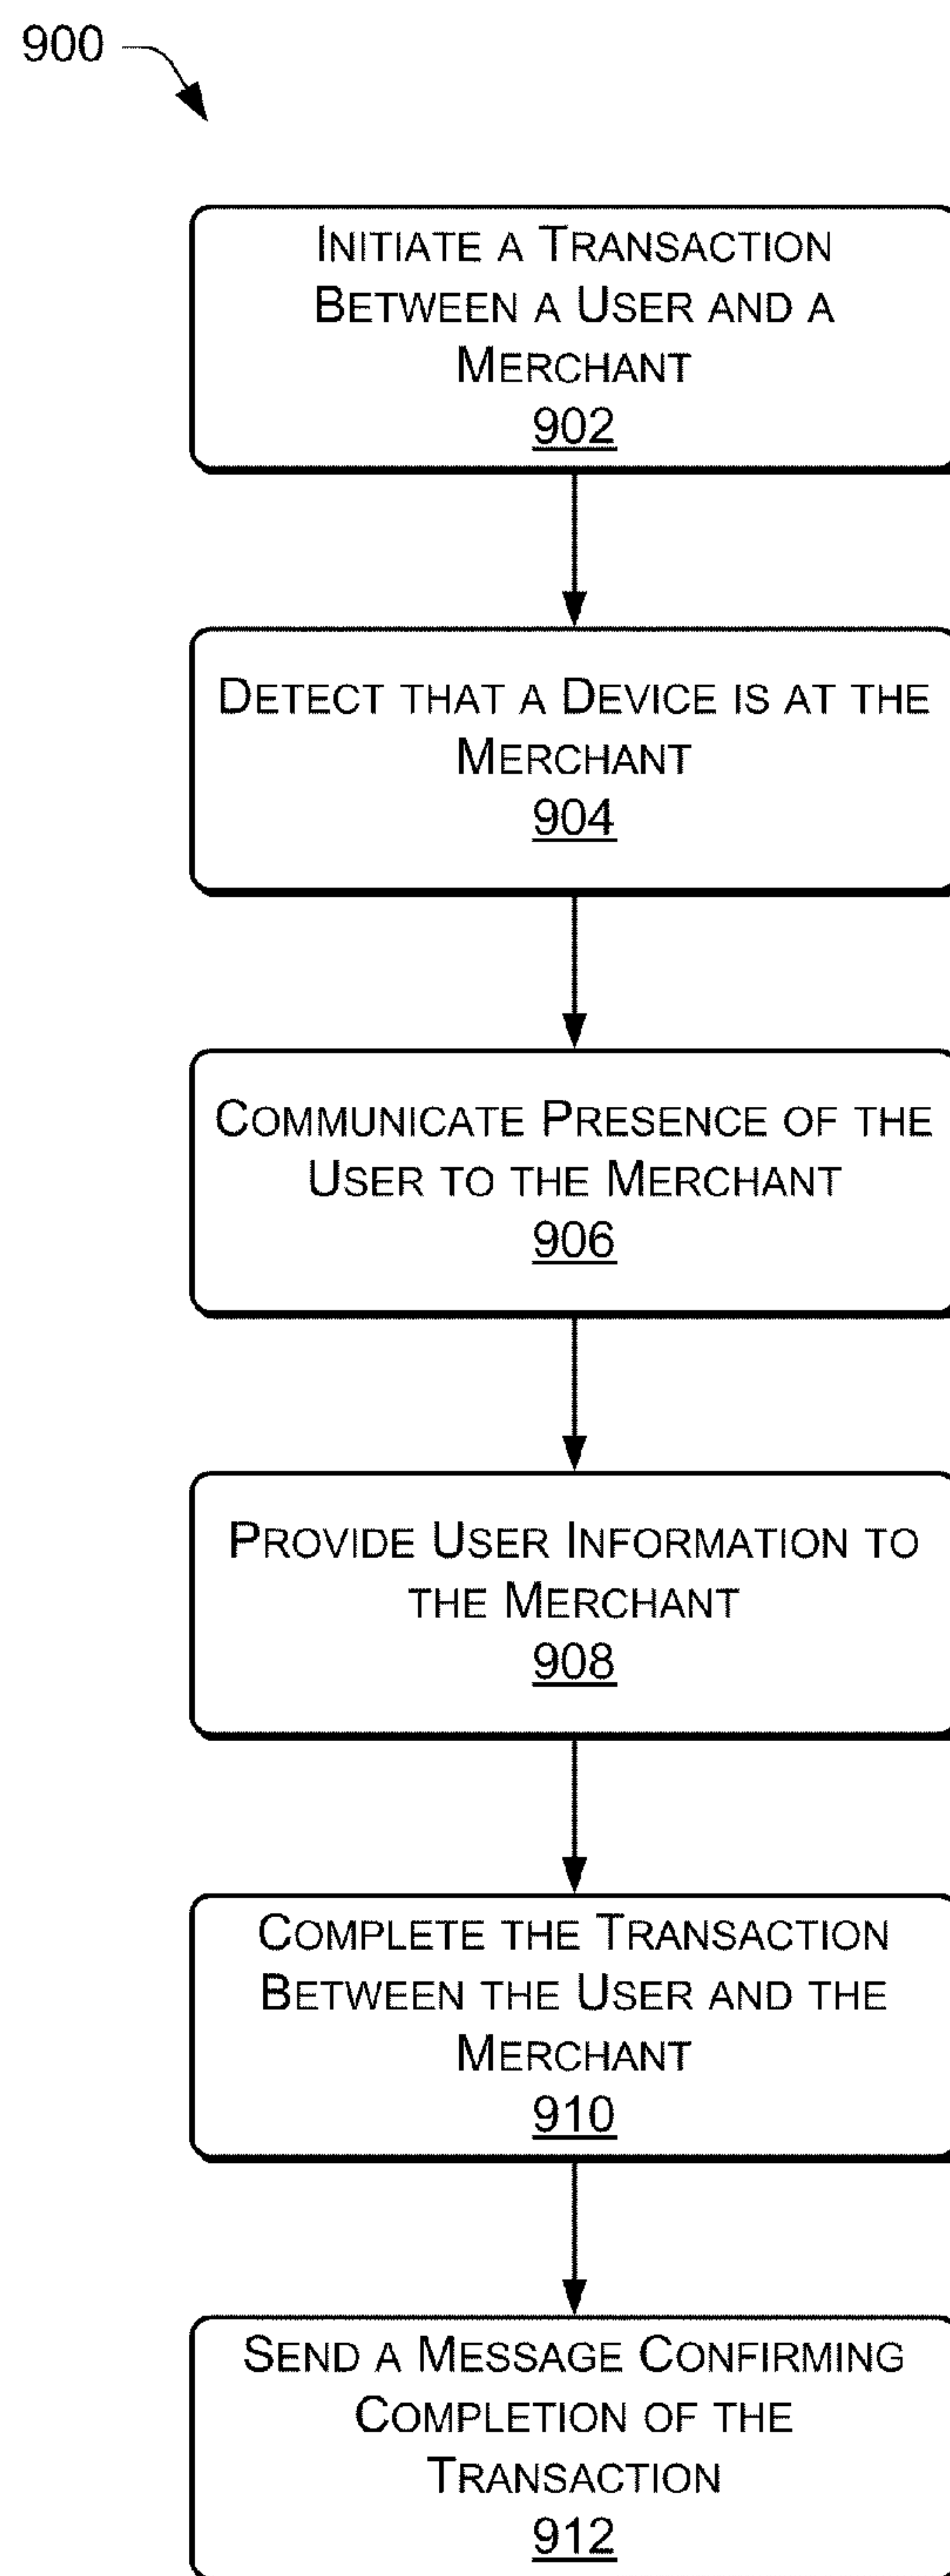 900
INITIATE A TRANSACTION
BETWEEN A USER AND A
MERCHANT
902
DETECT THAT A DEVICE IS AT THE
MERCHANT
904
COMMUNICATE PRESENCE OF THE
USER TO THE MERCHANT
906
PROVIDE USER INFORMATION TO
THE MERCHANT
908
COMPLETE THE TRANSACTION
BETWEEN THE USER AND THE
MERCHANT
910
SEND A MESSAGE CONFIRMING
COMPLETION OF THE
TRANSACTION
912